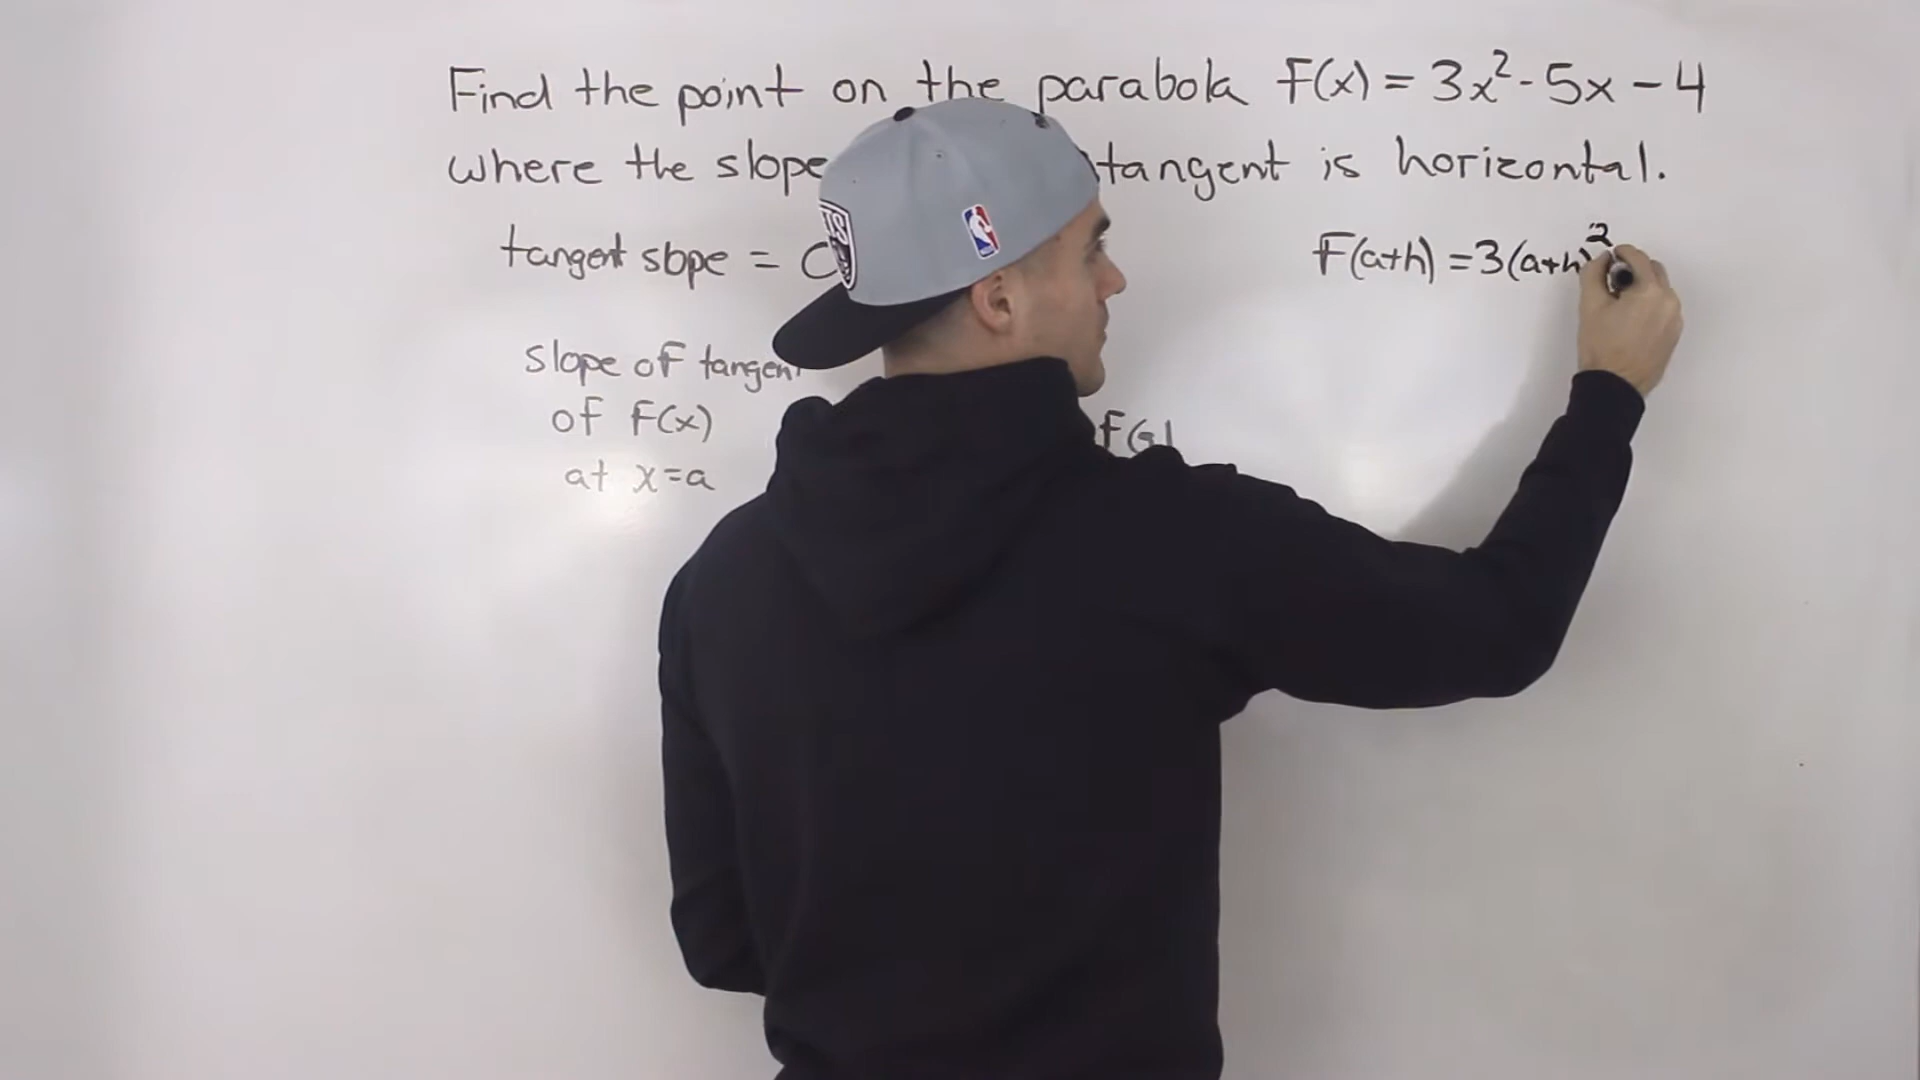 Find the point on the parabola F(x) = 3x² - 5x - 4
where the slope tangent is horizontal.
tangent slope =
F(a+h) = 3(a+h)²
slope of tangent
of F(x) F(a)
at x=a